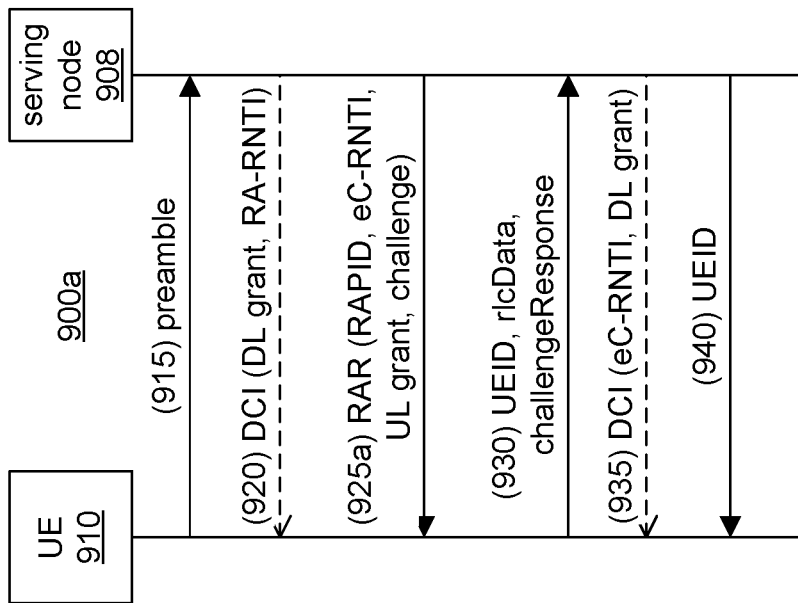 900a
UE
910
serving
node
908
(915) preamble
(920) DCI (DL grant, RA-RNTI)
(925a) RAR (RAPID, eC-RNTI,
UL grant, challenge)
(930) UEID, rlcData,
challengeResponse
(935) DCI (eC-RNTI, DL grant)
(940) UEID